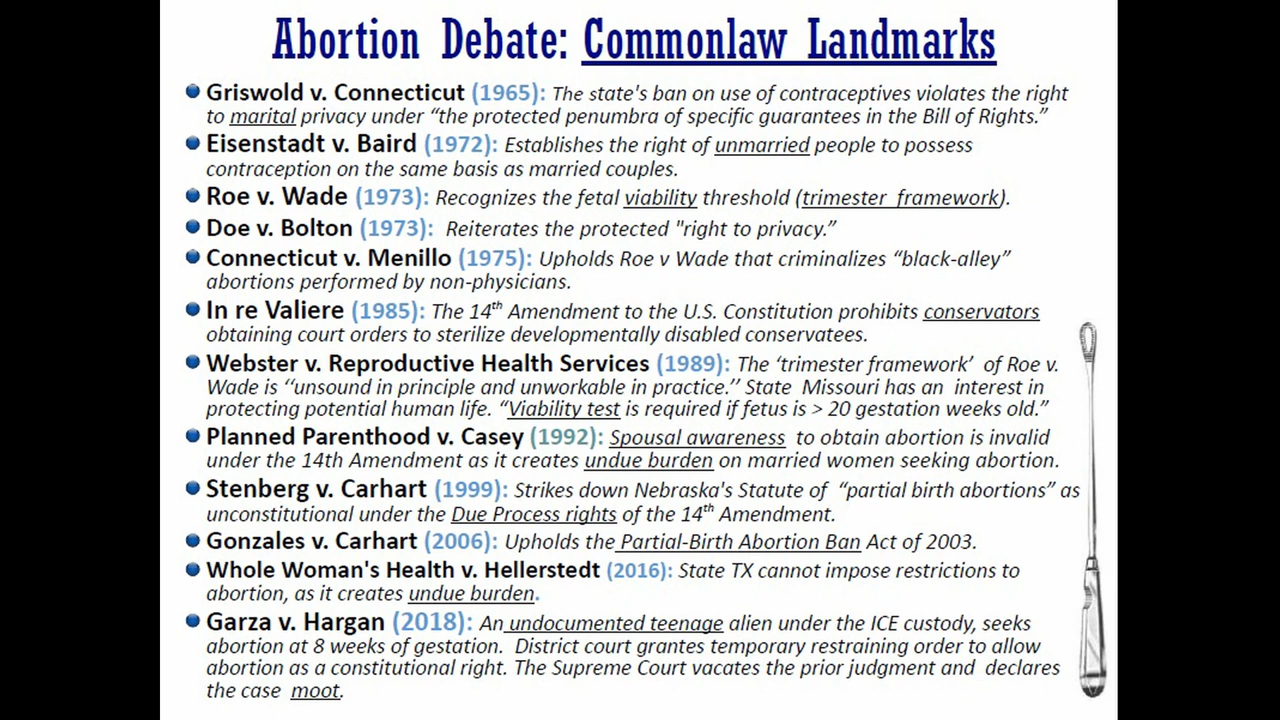 Abortion Debate: Commonlaw Landmarks
Griswold v. Connecticut (1965): The state's ban on use of contraceptives violates the right
to marital privacy under “the protected penumbra of specific guarantees in the Bill of Rights.”
Eisenstadt v. Baird (1972): Establishes the right of unmarried people to possess
contraception on the same basis as married couples.
Roe v. Wade (1973): Recognizes the fetal viability threshold (trimester framework).
Doe v. Bolton (1973): Reiterates the protected "right to privacy.”
Connecticut v. Menillo (1975): Upholds Roe v Wade that criminalizes “black-alley”
abortions performed by non-physicians.
In re Valiere (1985): The 14th Amendment to the U.S. Constitution prohibits conservators
obtaining court orders to sterilize developmentally disabled conservatees.
Webster v. Reproductive Health Services (1989): The ‘trimester framework’ of Roe v.
Wade is ‘‘unsound in principle and unworkable in practice.’’ State Missouri has an interest in
protecting potential human life. “Viability test is required if fetus is > 20 gestation weeks old.”
Planned Parenthood v. Casey (1992): Spousal awareness to obtain abortion is invalid
under the 14th Amendment as it creates undue burden on married women seeking abortion.
Stenberg v. Carhart (1999): Strikes down Nebraska's Statute of “partial birth abortions” as
unconstitutional under the Due Process rights of the 14th Amendment.
Gonzales v. Carhart (2006): Upholds the Partial-Birth Abortion Ban Act of 2003.
Whole Woman's Health v. Hellerstedt (2016): State TX cannot impose restrictions to
abortion, as it creates undue burden.
Garza v. Hargan (2018): An undocumented teenage alien under the ICE custody, seeks
abortion at 8 weeks of gestation. District court grantes temporary restraining order to allow
abortion as a constitutional right. The Supreme Court vacates the prior judgment and declares
the case moot.